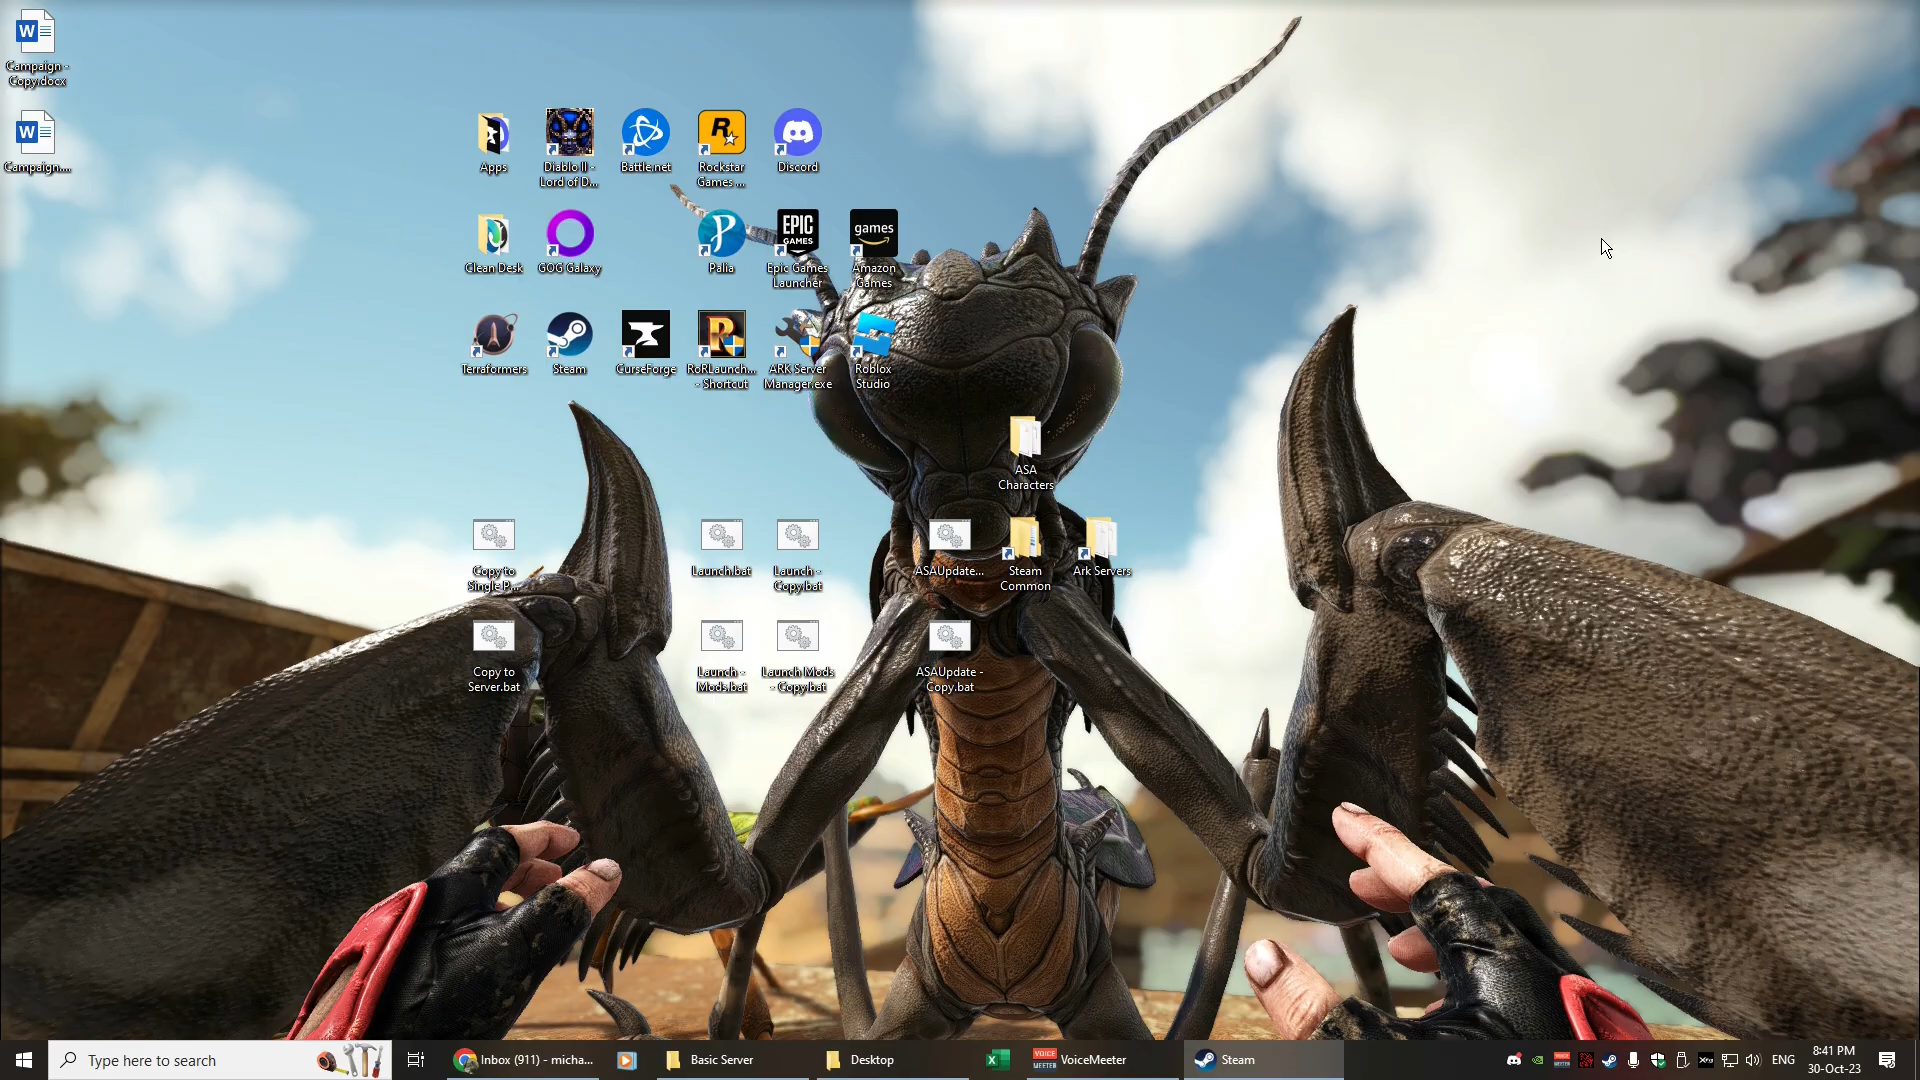 Campaign -
Copy.docx
Campaign....
Apps
Diablo II -
Lord of D...
Battle.net
Rockstar
Games ...
Discord
Clean Desk
GOG Galaxy
Palia
EPIC
GAMES
Epic Games
Launcher
games
Amazon
Games
Terraformers
Steam
CurseForge
RoRLaunch...
- Shortcut
ARK Server
Manager.exe
Roblox
Studio
ASA
Characters
Copy to
Single P...
Launch.bat
Launch -
Copy.bat
ASAUpdate...
Steam
Common
Ark Servers
Copy to
Server.bat
Launch -
Mods.bat
Launch Mods
- Copy.bat
ASAUpdate -
Copy.bat
Type here to search
Inbox (911) - micha...
Basic Server
Desktop
VOICE
MEETER
VoiceMeeter
Steam
ENG
8:41 PM
30-Oct-23